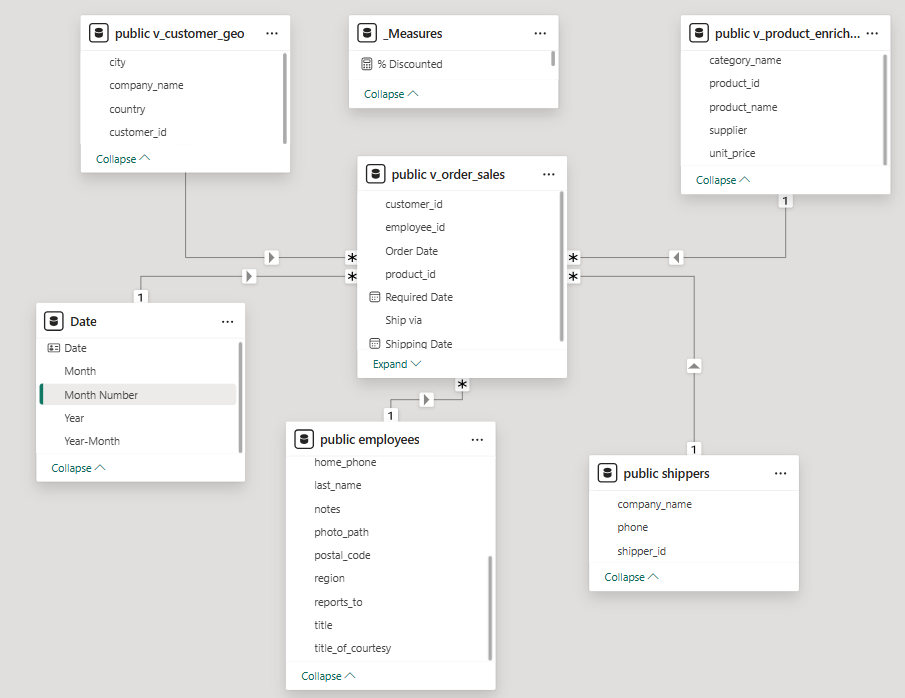 public v_customer_geo
city
company_name
country
customer_id
Collapse
_Measures
% Discounted
Collapse
public v_product_enrich...
category_name
product_id
product_name
supplier
unit_price
Collapse
public v_order_sales
customer_id
employee_id
Order Date
product_id
Required Date
Ship via
Shipping Date
Expand
1
*
*
*
*
1
Date
Date
Month
Month Number
Year
Year-Month
Collapse
*
1
public employees
home_phone
last_name
notes
photo_path
postal_code
region
reports_to
title
title_of_courtesy
Collapse
1
public shippers
company_name
phone
shipper_id
Collapse